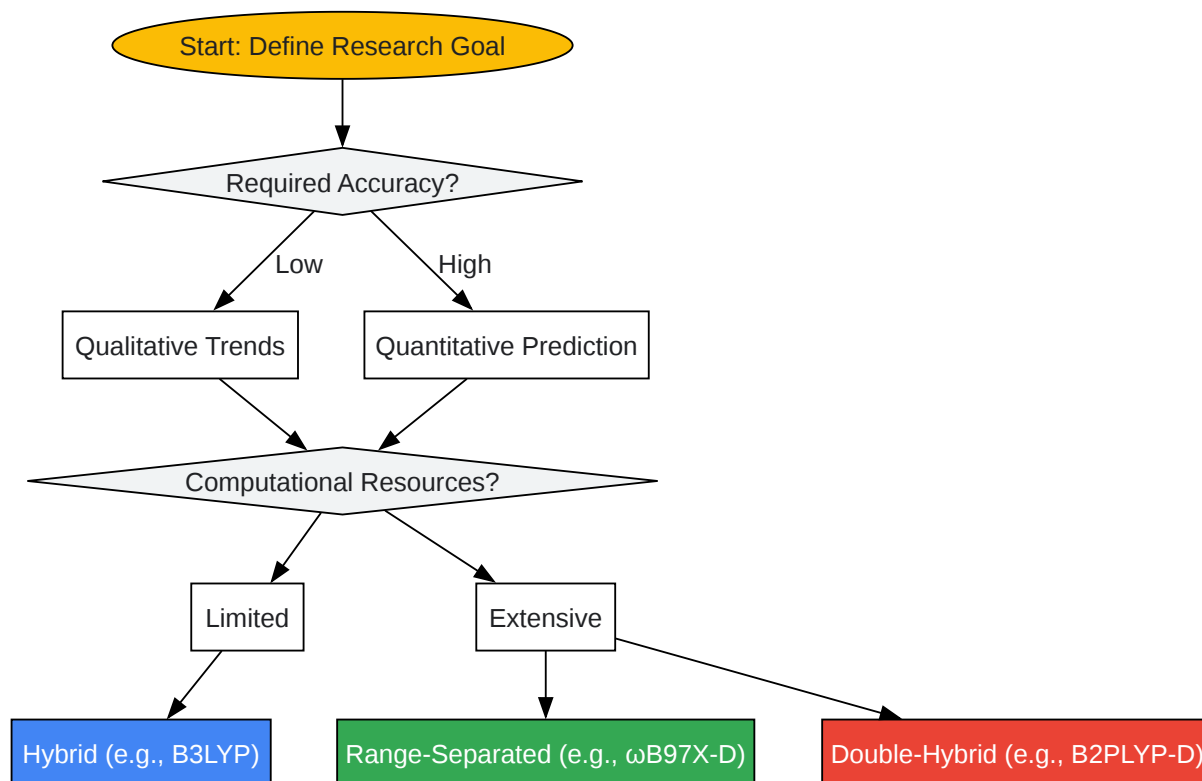 Start: Define Research Goal
Required Accuracy?
Low
High
Qualitative Trends
Quantitative Prediction
Computational Resources?
Limited
Extensive
Hybrid (e.g., B3LYP)
Range-Separated (e.g., ωB97X-D)
Double-Hybrid (e.g., B2PLYP-D)